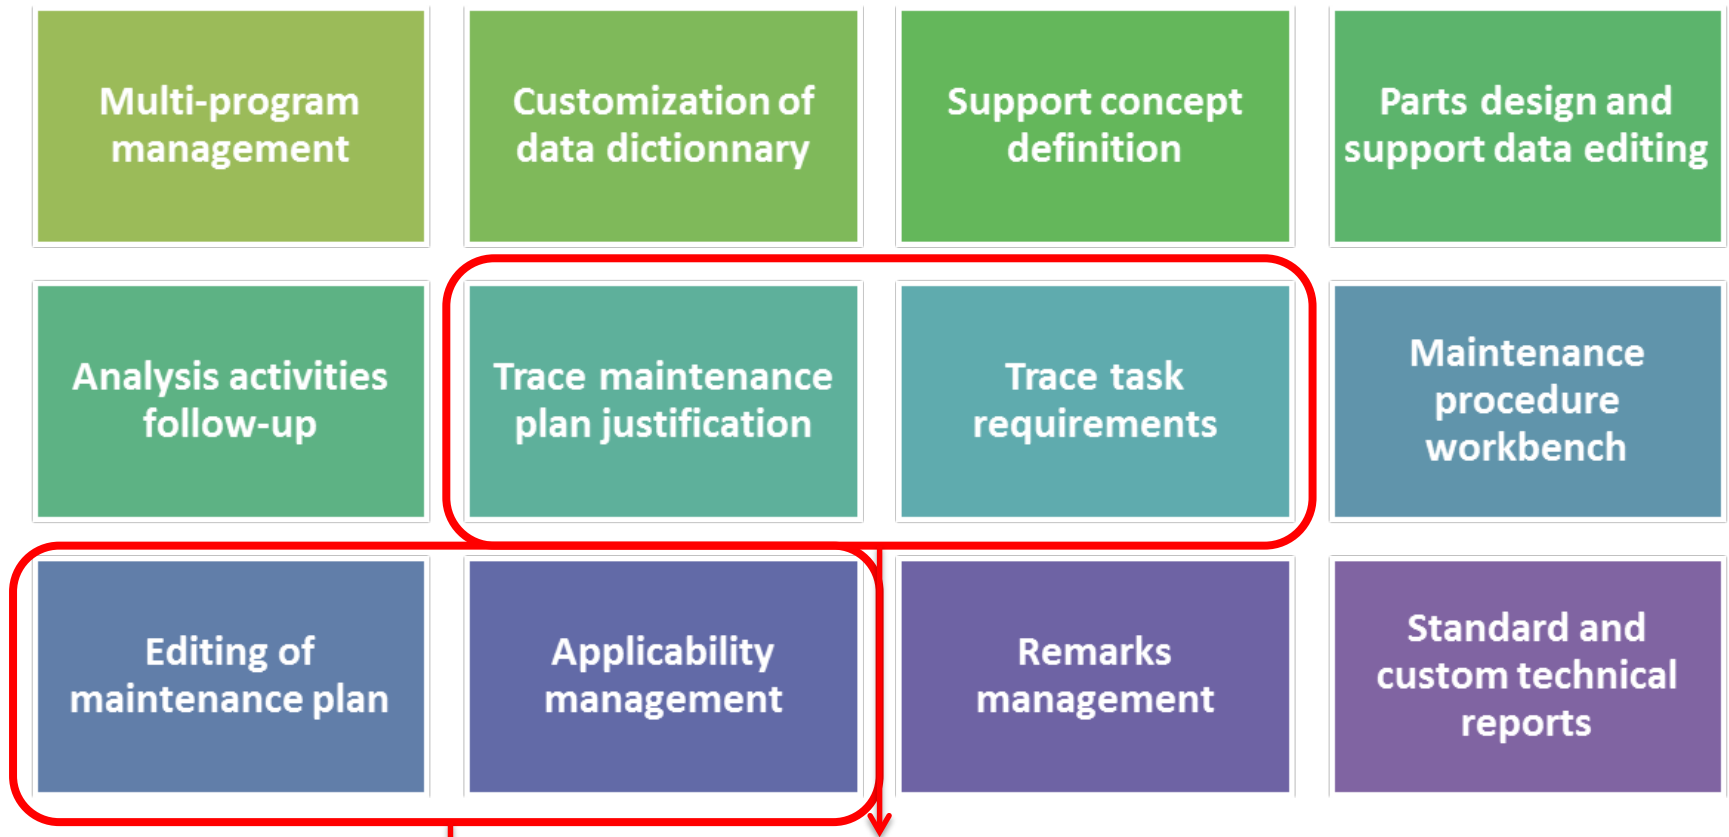 Multi-program
management
Customization of
data dictionnary
Support concept
definition
Parts design and
support data editing
Analysis activities
follow-up
Trace maintenance
plan justification
Trace task
requirements
Maintenance
procedure
workbench
Editing of
maintenance plan
Applicability
management
Remarks
management
Standard and
custom technical
reports